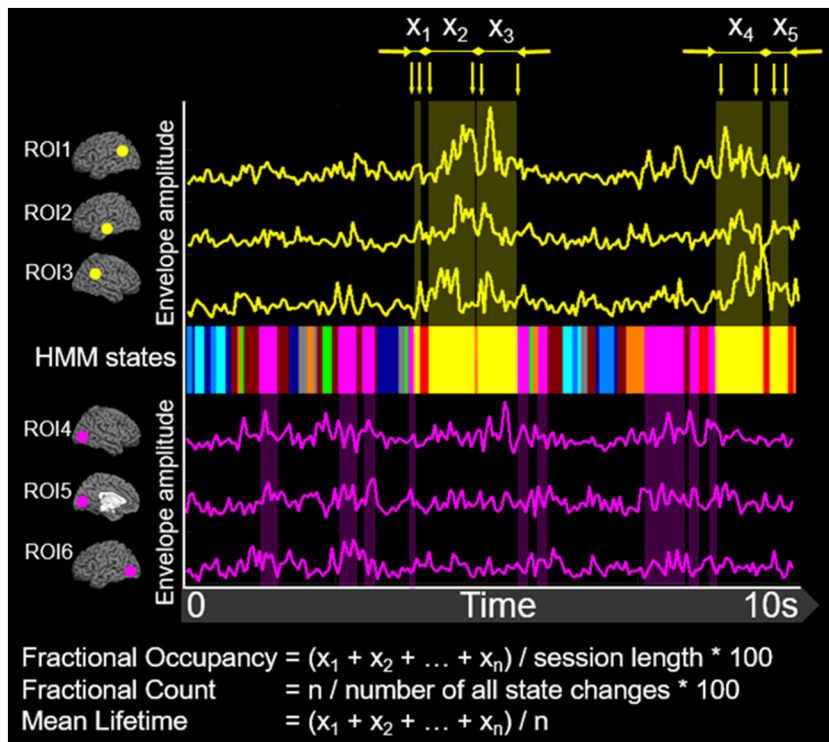 x₁ x₂ x₃ x₄ x₅
Envelope amplitude
ROI1
ROI2
ROI3
HMM states
Envelope amplitude
ROI4
ROI5
ROI6
0 Time 10s
Fractional Occupancy = (x₁ + x₂ + ... + xₙ) / session length * 100
Fractional Count = n / number of all state changes * 100
Mean Lifetime = (x₁ + x₂ + ... + xₙ) / n